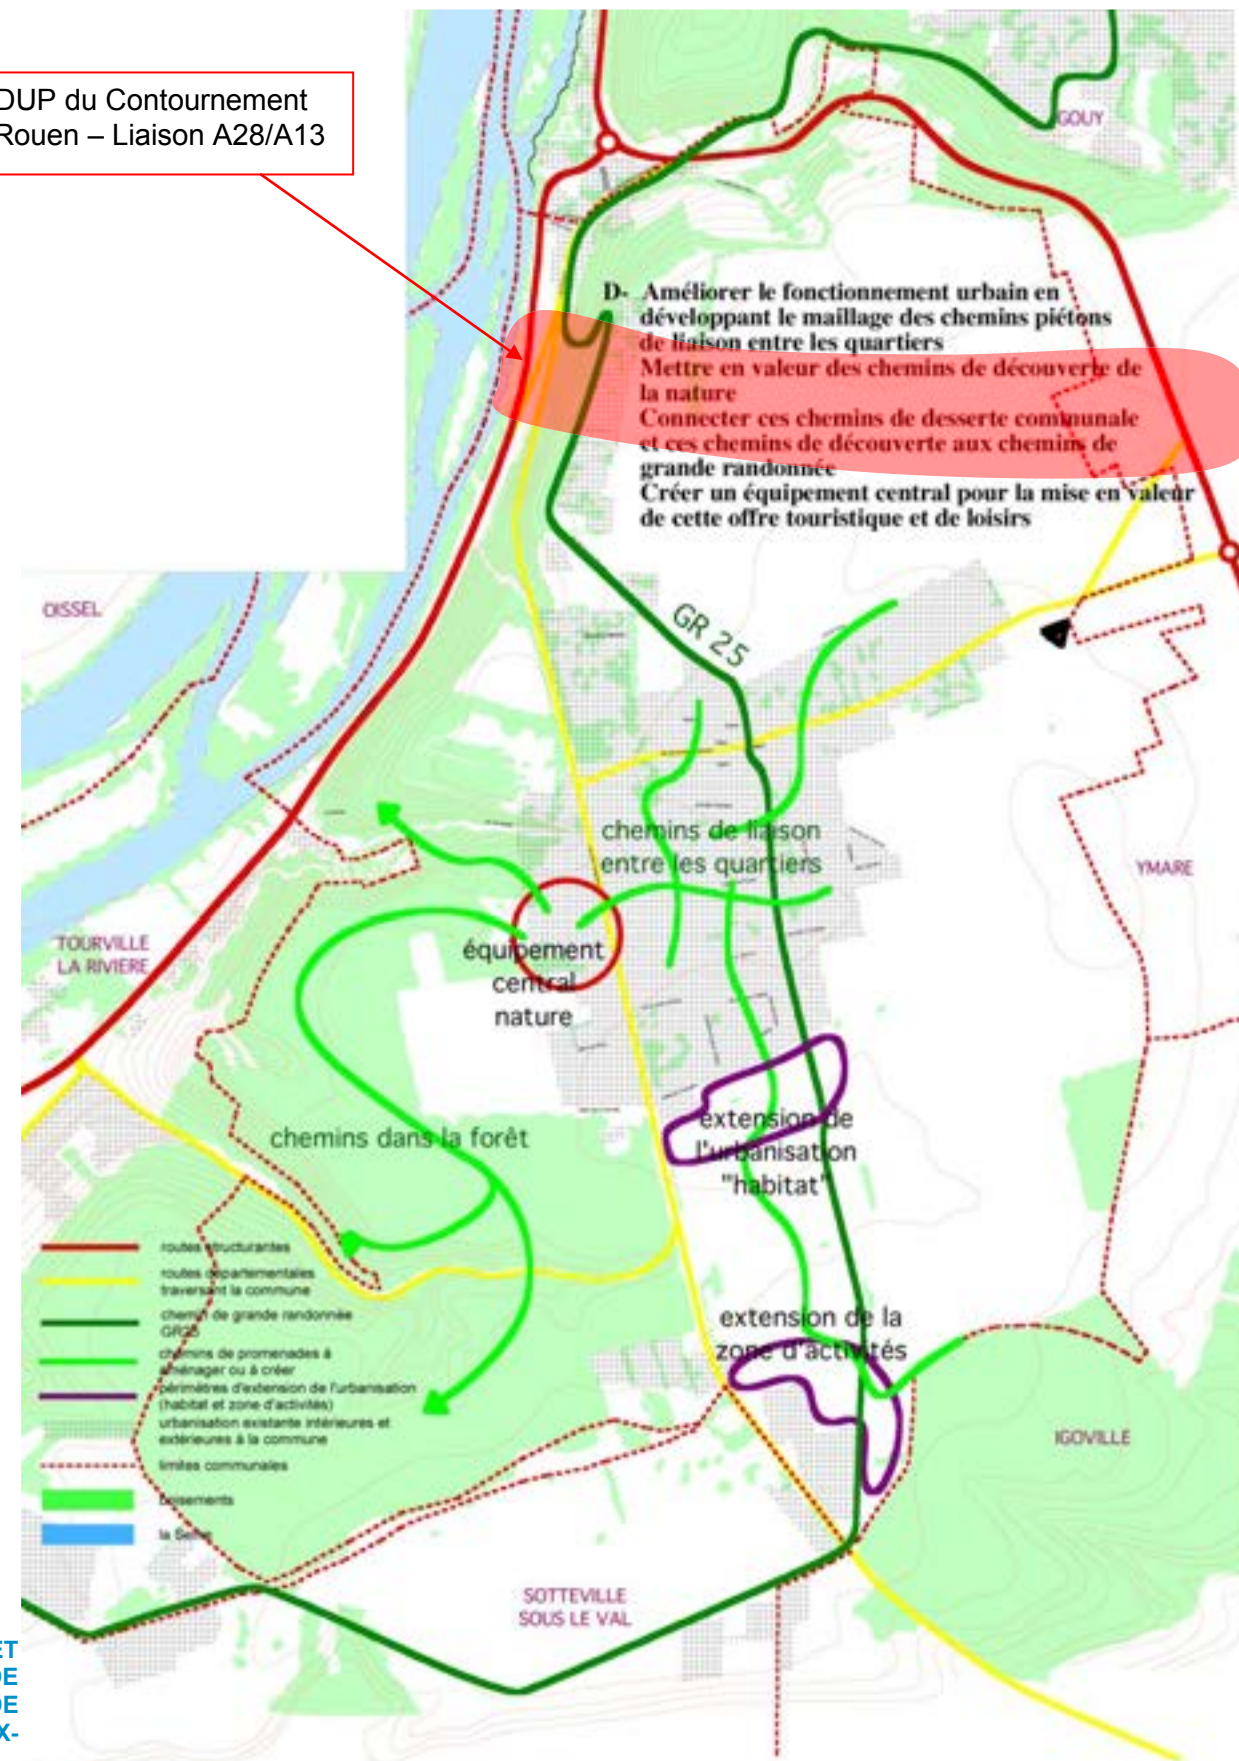 DUP du Contournement
Rouen – Liaison A28/A13
GOUY
D- Améliorer le fonctionnement urbain en
développant le maillage des chemins piétons
de liaison entre les quartiers
Mettre en valeur des chemins de découverte de
la nature
Connecter ces chemins de desserte communale
et ces chemins de découverte aux chemins de
grande randonnée
Créer un équipement central pour la mise en valeur
de cette offre touristique et de loisirs
OISSEL
GR 25
chemins de liaison
entre les quartiers
YMARE
TOURVILLE
LA RIVIERE
équipement
central
nature
extension de
l'urbanisation
"habitat"
chemins dans la forêt
routes structurantes
routes départementales
traversant la commune
chemin de grande randonnée
GR25
chemins de promenades à
aménager ou à créer
périmètres d'extension de l'urbanisation
(habitat et zone d'activités)
urbanisation existante intérieures et
extérieures à la commune
limites communales
boisements
la Seine
extension de la
zone d'activités
IGOVILLE
SOTTEVILLE
SOUS LE VAL
ET
DE
DE
X-